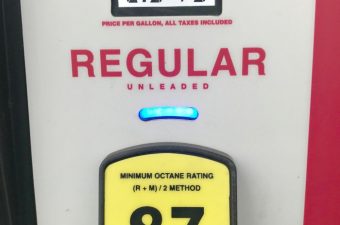 PRICE PER GALLON, ALL TAXES INCLUDED
REGULAR
UNLEADED
MINIMUM OCTANE RATING
(R + M) / 2 METHOD
87